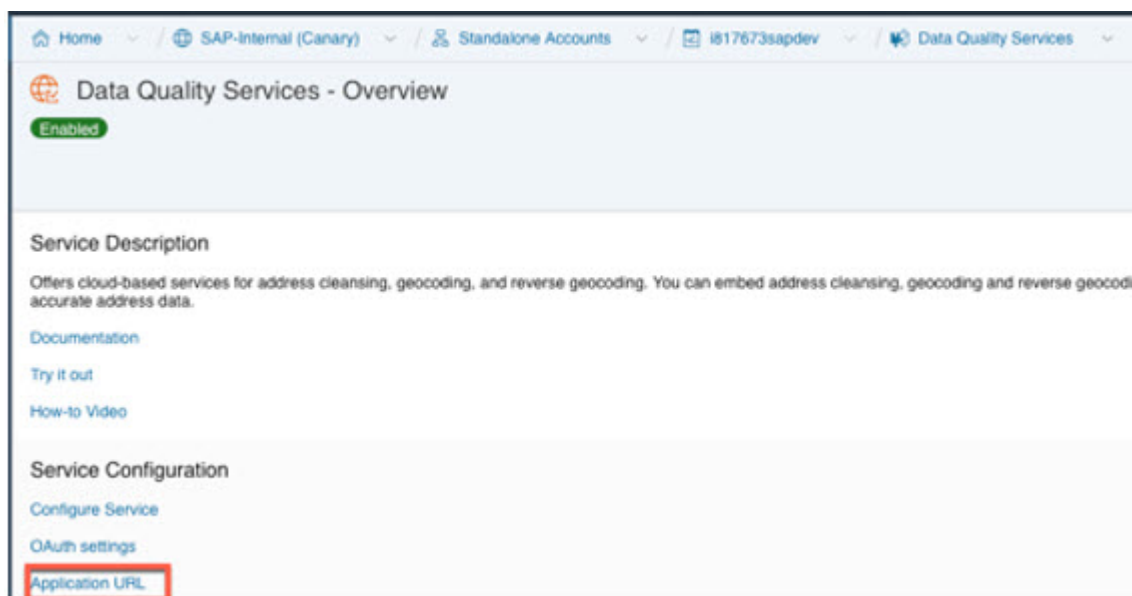 Home / SAP-Internal (Canary) / Standalone Accounts / i817673sapdev / Data Quality Services
Data Quality Services - Overview
Enabled
Service Description
Offers cloud-based services for address cleansing, geocoding, and reverse geocoding. You can embed address cleansing, geocoding and reverse geocodi
accurate address data.
Documentation
Try it out
How-to Video
Service Configuration
Configure Service
OAuth settings
Application URL